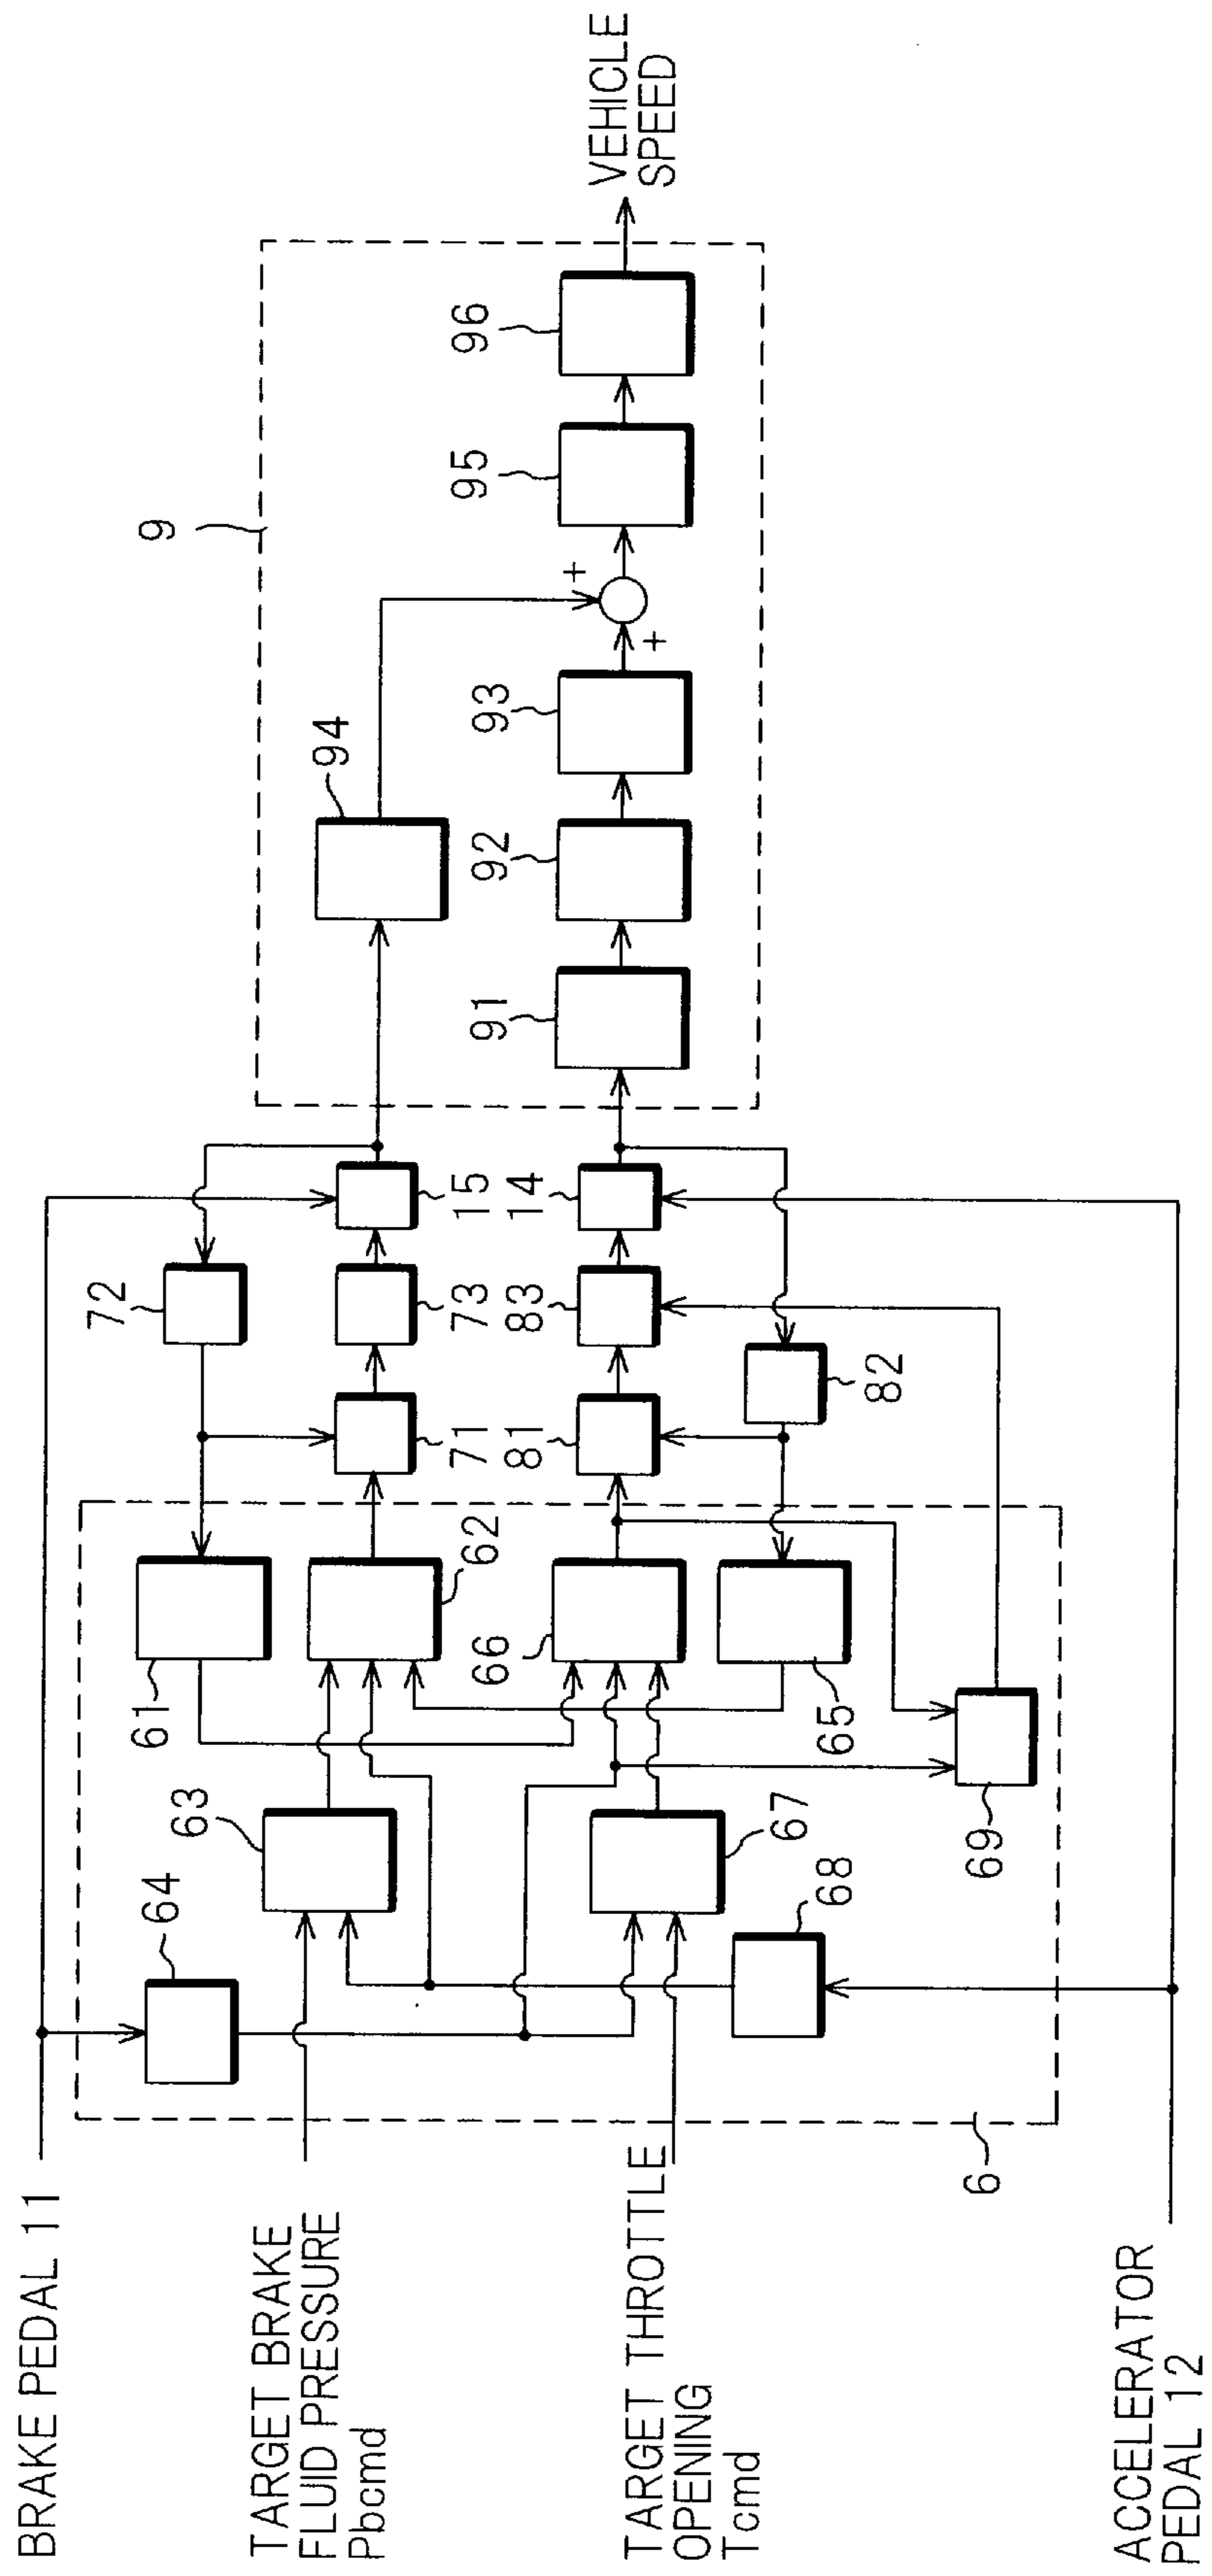 BRAKE PEDAL 11
TARGET BRAKE
FLUID PRESSURE
Pbcmd
TARGET THROTTLE
OPENING
Tcmd
ACCELERATOR
PEDAL 12
64
63
61
62
72
71
73
15
9
94
6
68
67
69
66
65
81
83
14
82
91
92
93
+
+
95
96
VEHICLE
SPEED